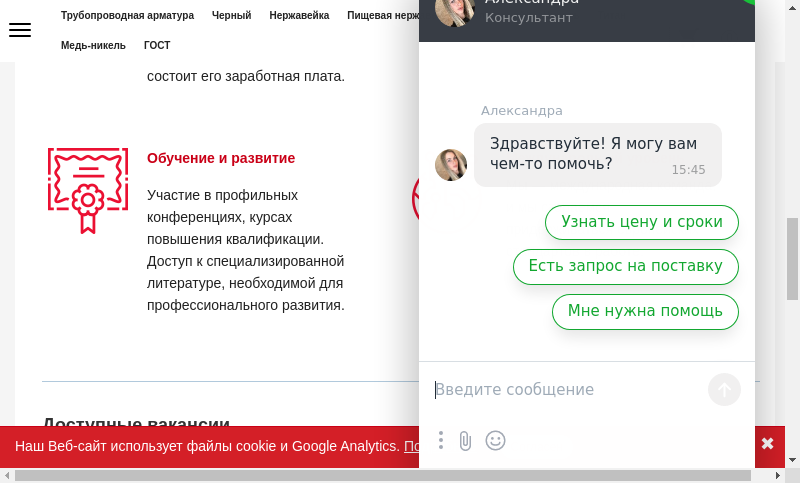 Трубопроводная арматура Черный Нержавейка Пищевая нерж
Медь-никель ГОСТ
состоит его заработная плата.
Обучение и развитие
Участие в профильных
конференциях, курсах
повышения квалификации.
Доступ к специализированной
литературе, необходимой для
профессионального развития.
Доступные вакансии
Наш Веб-сайт использует файлы cookie и Google Analytics. По
Александра
Консультант
Александра
Здравствуйте! Я могу вам
чем-то помочь?
15:45
Узнать цену и сроки
Есть запрос на поставку
Мне нужна помощь
Введите сообщение